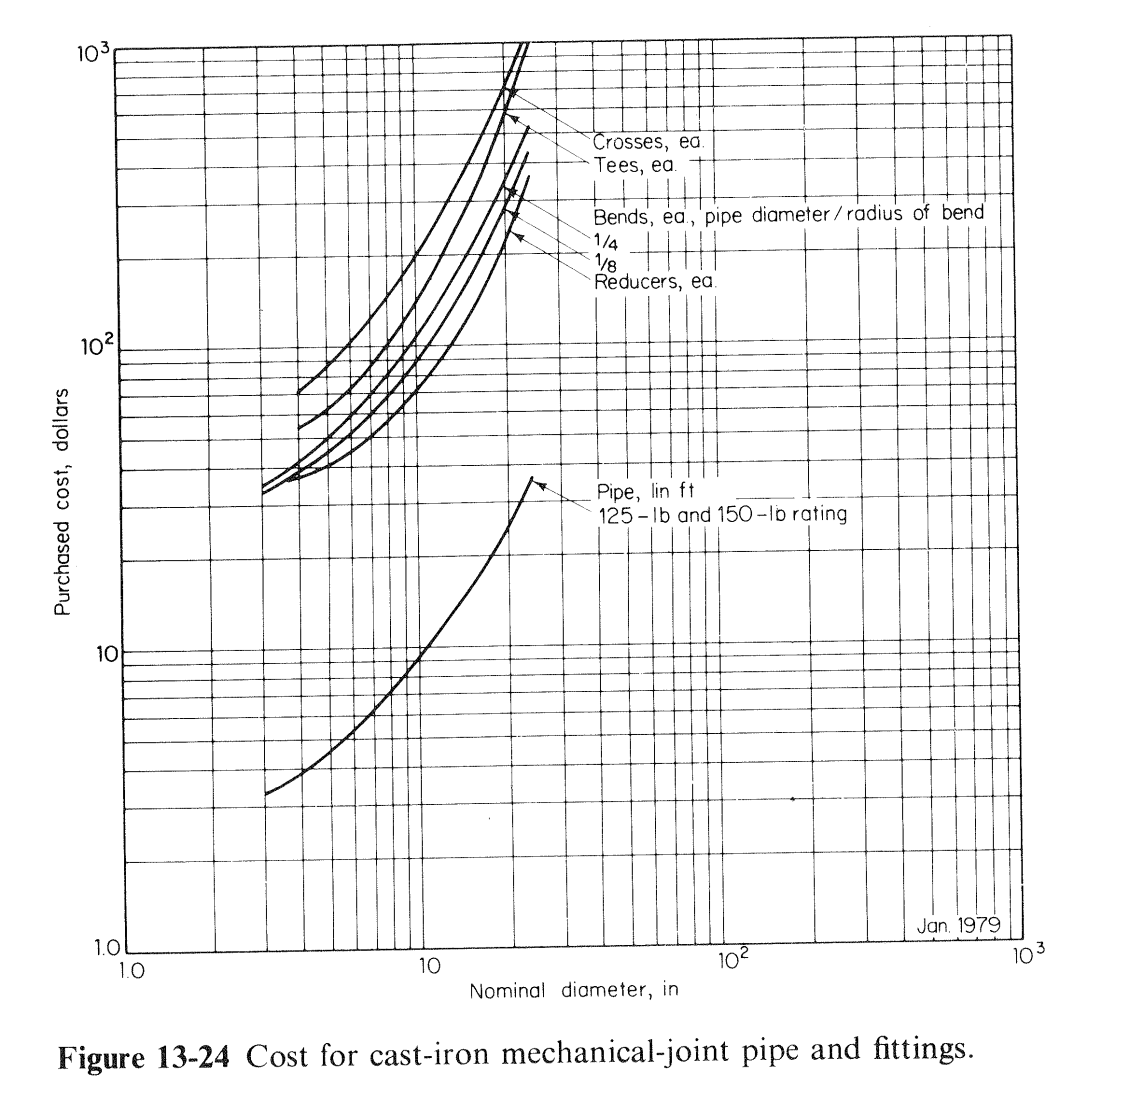 10³
Crosses, ea.
Tees, ea.
Bends, ea., pipe diameter/radius of bend
1/4
1/8
Reducers, ea.
10²
Purchased cost, dollars
Pipe, lin ft
125-lb and 150-lb rating
10
Jan. 1979
1.0
1.0 10 10² 10³
Nominal diameter, in
Figure 13-24 Cost for cast-iron mechanical-joint pipe and fittings.